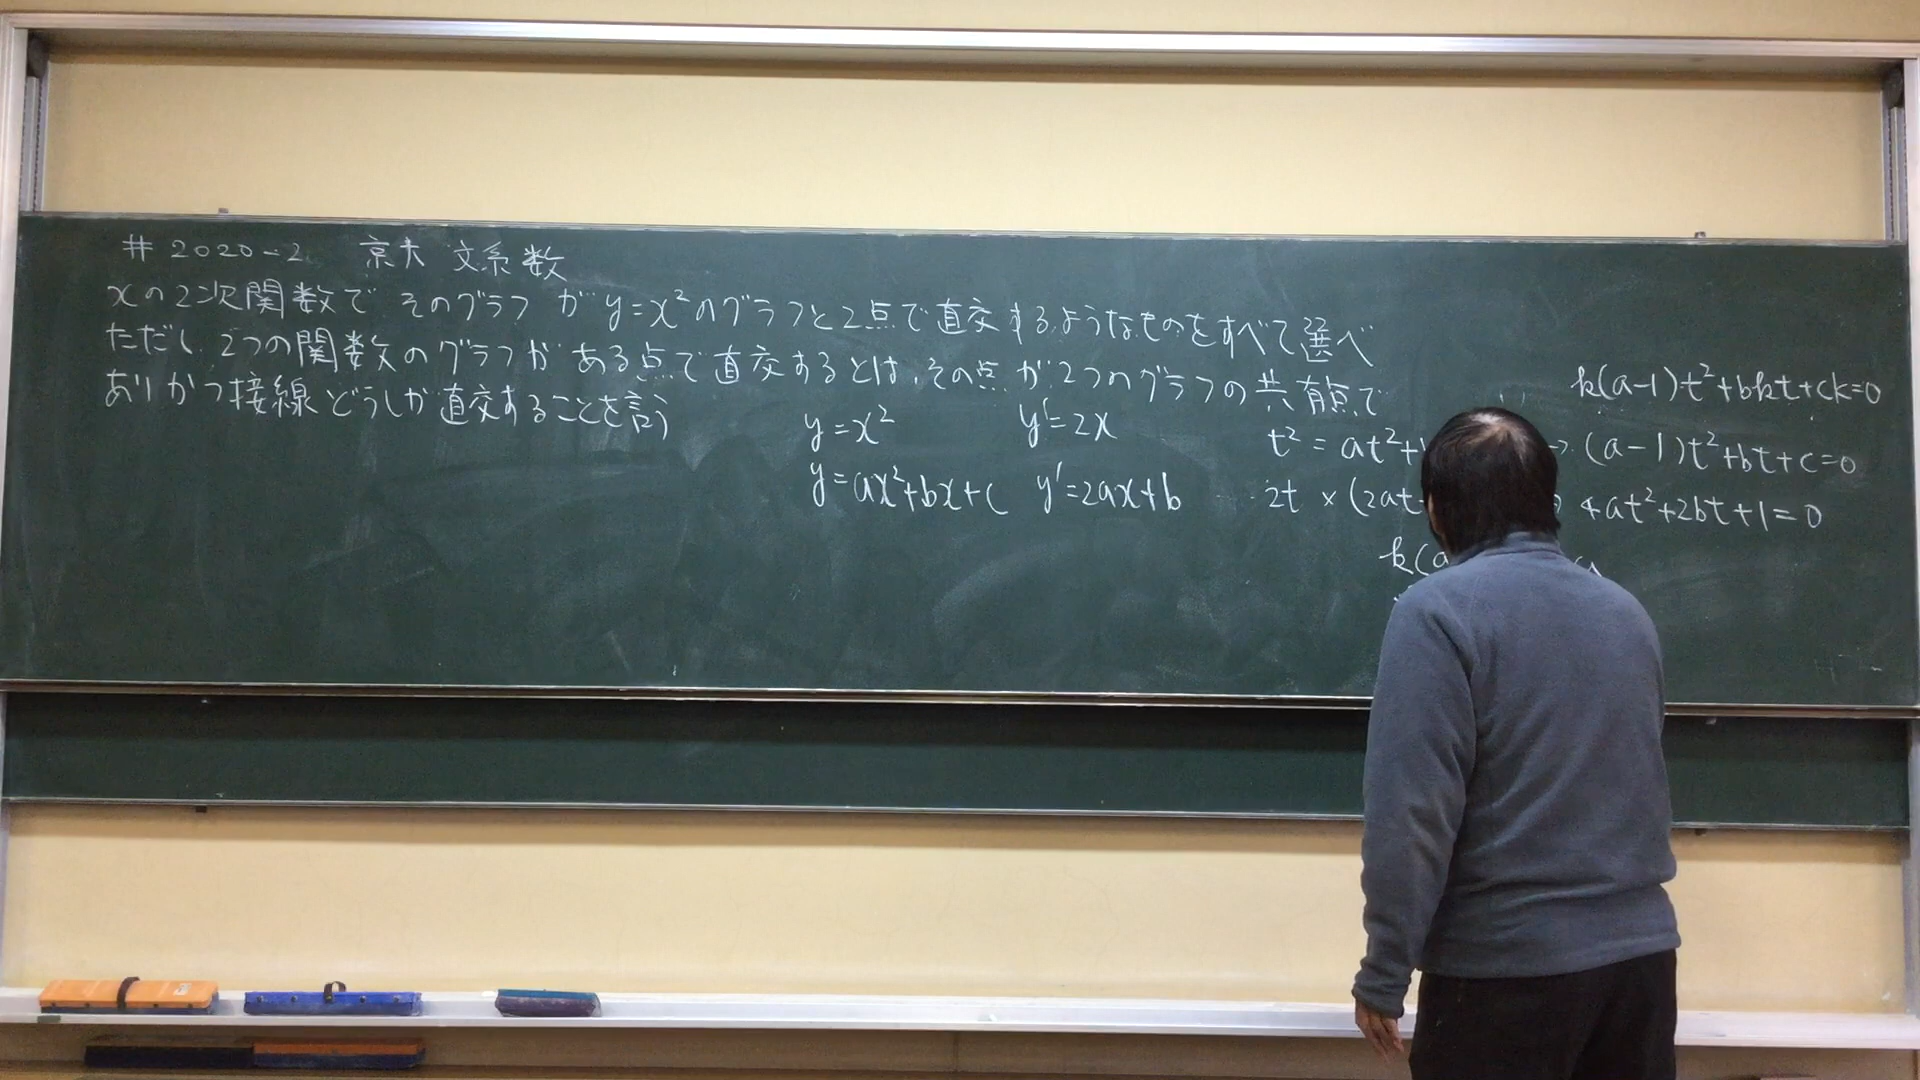 # 2020-2 京大 文系数
xの2次関数で そのグラフ が y=x²のグラフと2点で直交するようなものをすべて選べ
ただし 2つの関数のグラフが ある点で直交するとは、その点が2つのグラフの共有点で
ありかつ接線どうしが直交することを言う
y=x² y'=2x
y=ax²+bx+c y'=2ax+b
k(a-1)t²+bkt+ck=0
t²=at²+ → (a-1)t²+bt+c=0
2t×(2at 4at²+2bt+1=0
k(a